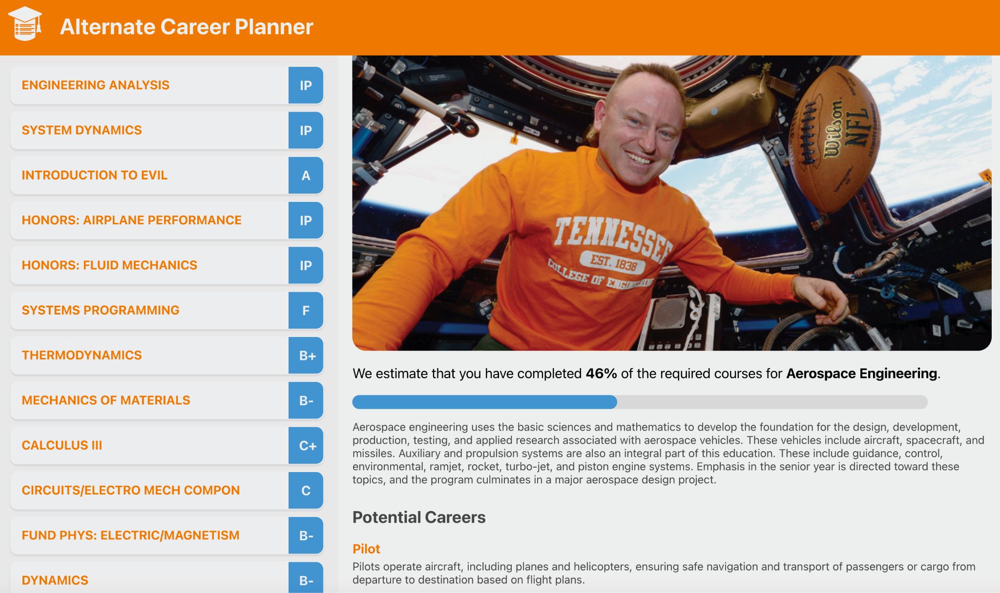 Alternate Career Planner
ENGINEERING ANALYSIS IP
SYSTEM DYNAMICS IP
INTRODUCTION TO EVIL A
HONORS: AIRPLANE PERFORMANCE IP
HONORS: FLUID MECHANICS IP
SYSTEMS PROGRAMMING F
THERMODYNAMICS B+
MECHANICS OF MATERIALS B-
CALCULUS III C+
CIRCUITS/ELECTRO MECH COMPON C
FUND PHYS: ELECTRIC/MAGNETISM B-
DYNAMICS B-
Wilson
NFL
TENNESSEE
EST. 1838
COLLEGE OF ENGINEERING
We estimate that you have completed 46% of the required courses for Aerospace Engineering.
Aerospace engineering uses the basic sciences and mathematics to develop the foundation for the design, development,
production, testing, and applied research associated with aerospace vehicles. These vehicles include aircraft, spacecraft, and
missiles. Auxiliary and propulsion systems are also an integral part of this education. These include guidance, control,
environmental, ramjet, rocket, turbo-jet, and piston engine systems. Emphasis in the senior year is directed toward these
topics, and the program culminates in a major aerospace design project.
Potential Careers
Pilot
Pilots operate aircraft, including planes and helicopters, ensuring safe navigation and transport of passengers or cargo from
departure to destination based on flight plans.